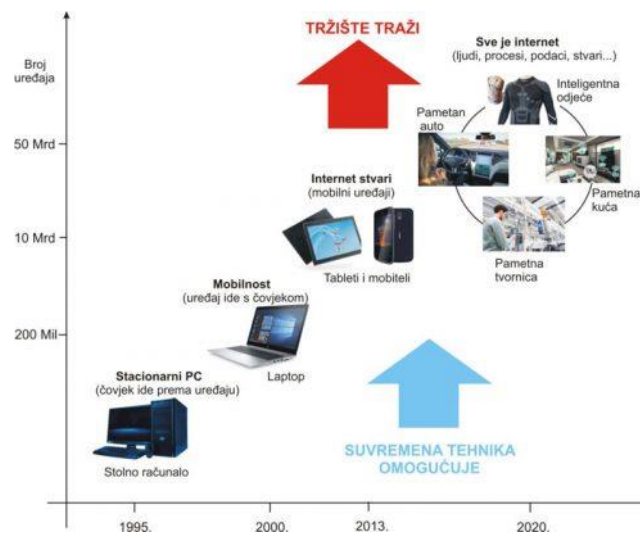 TRŽIŠTE TRAŽI
Sve je internet
(ljudi, procesi, podaci, stvari...)
Broj
uređaja
Inteligentna
odjeće
Pametan
auto
50 Mrd
Internet stvari
(mobilni uređaji)
Pametna
kuća
10 Mrd
Tableti i mobiteli
Pametna
tvornica
Mobilnost
(uređaj ide s čovjekom)
200 Mil
Laptop
Stacionarni PC
(čovjek ide prema uređaju)
SUVREMENA TEHNIKA
OMOGUĆUJE
Stolno računalo
1995.
2000.
2013.
2020.